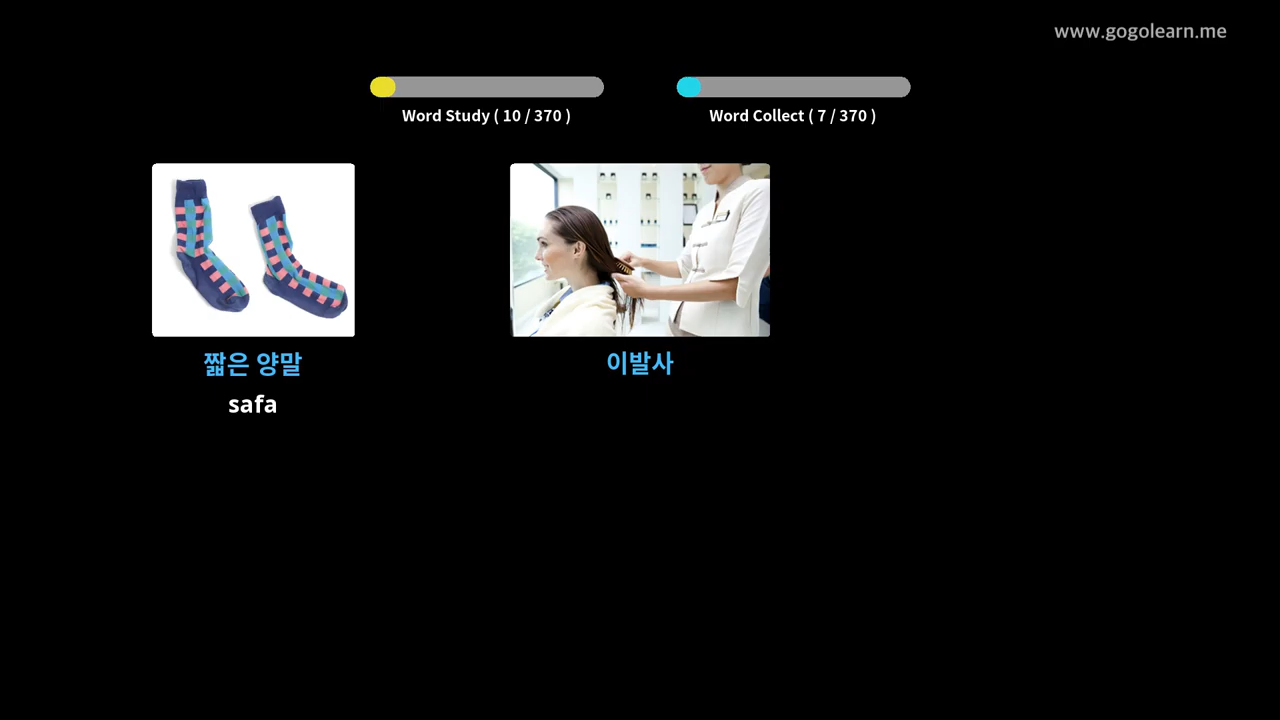 www.gogolearn.me
Word Study ( 10 / 370 )
Word Collect ( 7 / 370 )
짧은 양말
safa
이발사